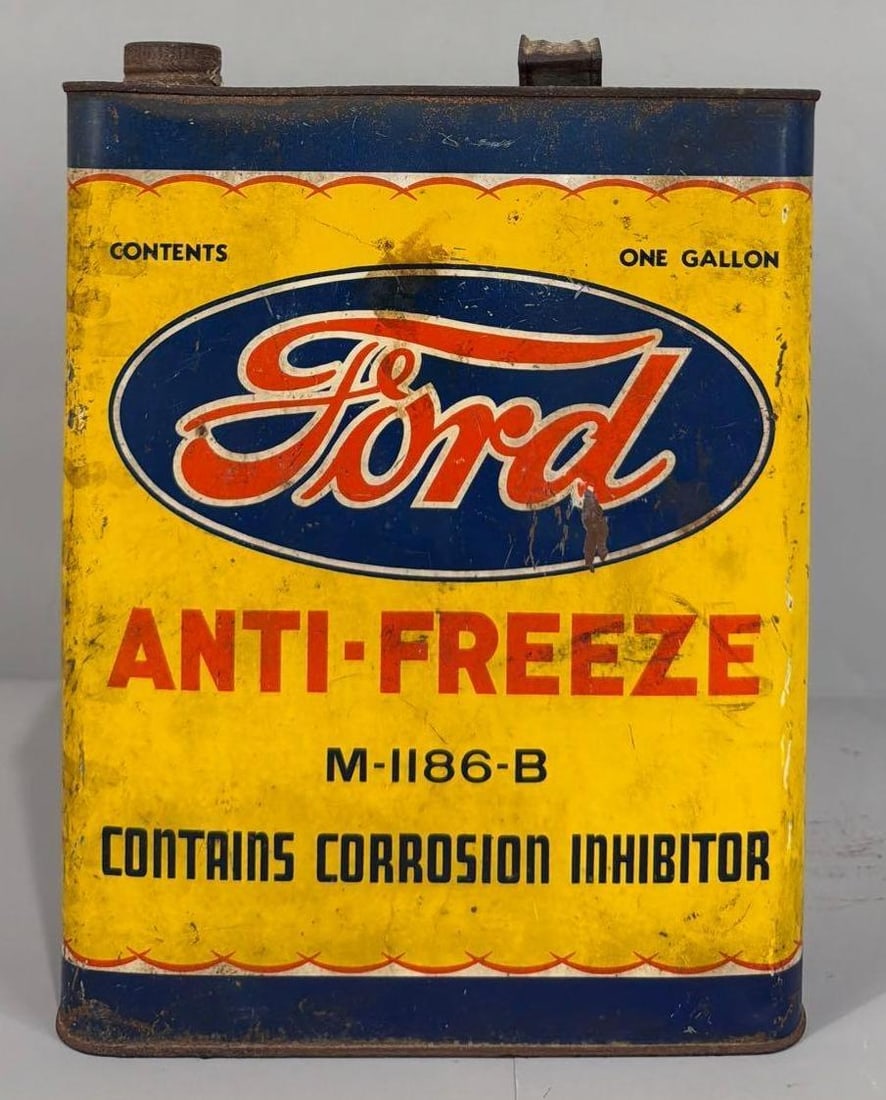 CONTENTS ONE GALLON
Ford
ANTI-FREEZE
M-1186-B
CONTAINS CORROSION INHIBITOR